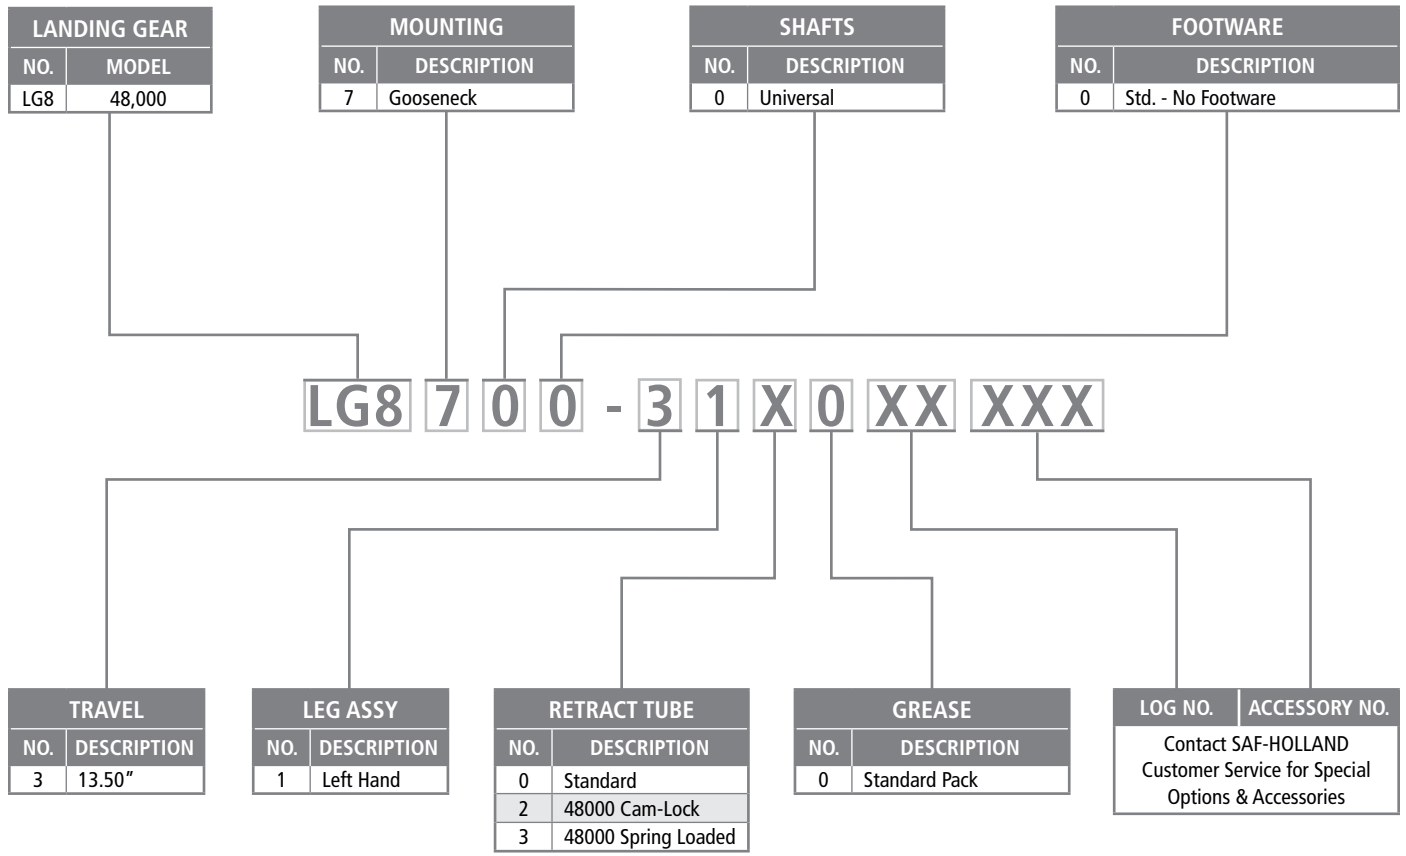 LANDING GEAR
NO. MODEL
LG8 48,000
MOUNTING
NO. DESCRIPTION
7 Gooseneck
SHAFTS
NO. DESCRIPTION
0 Universal
FOOTWARE
NO. DESCRIPTION
0 Std. - No Footware
LG8 7 0 0 - 3 1 X 0 XX XXX
TRAVEL
NO. DESCRIPTION
3 13.50”
LEG ASSY
NO. DESCRIPTION
1 Left Hand
RETRACT TUBE
NO. DESCRIPTION
0 Standard
2 48000 Cam-Lock
3 48000 Spring Loaded
GREASE
NO. DESCRIPTION
0 Standard Pack
LOG NO. ACCESSORY NO.
Contact SAF-HOLLAND
Customer Service for Special
Options & Accessories